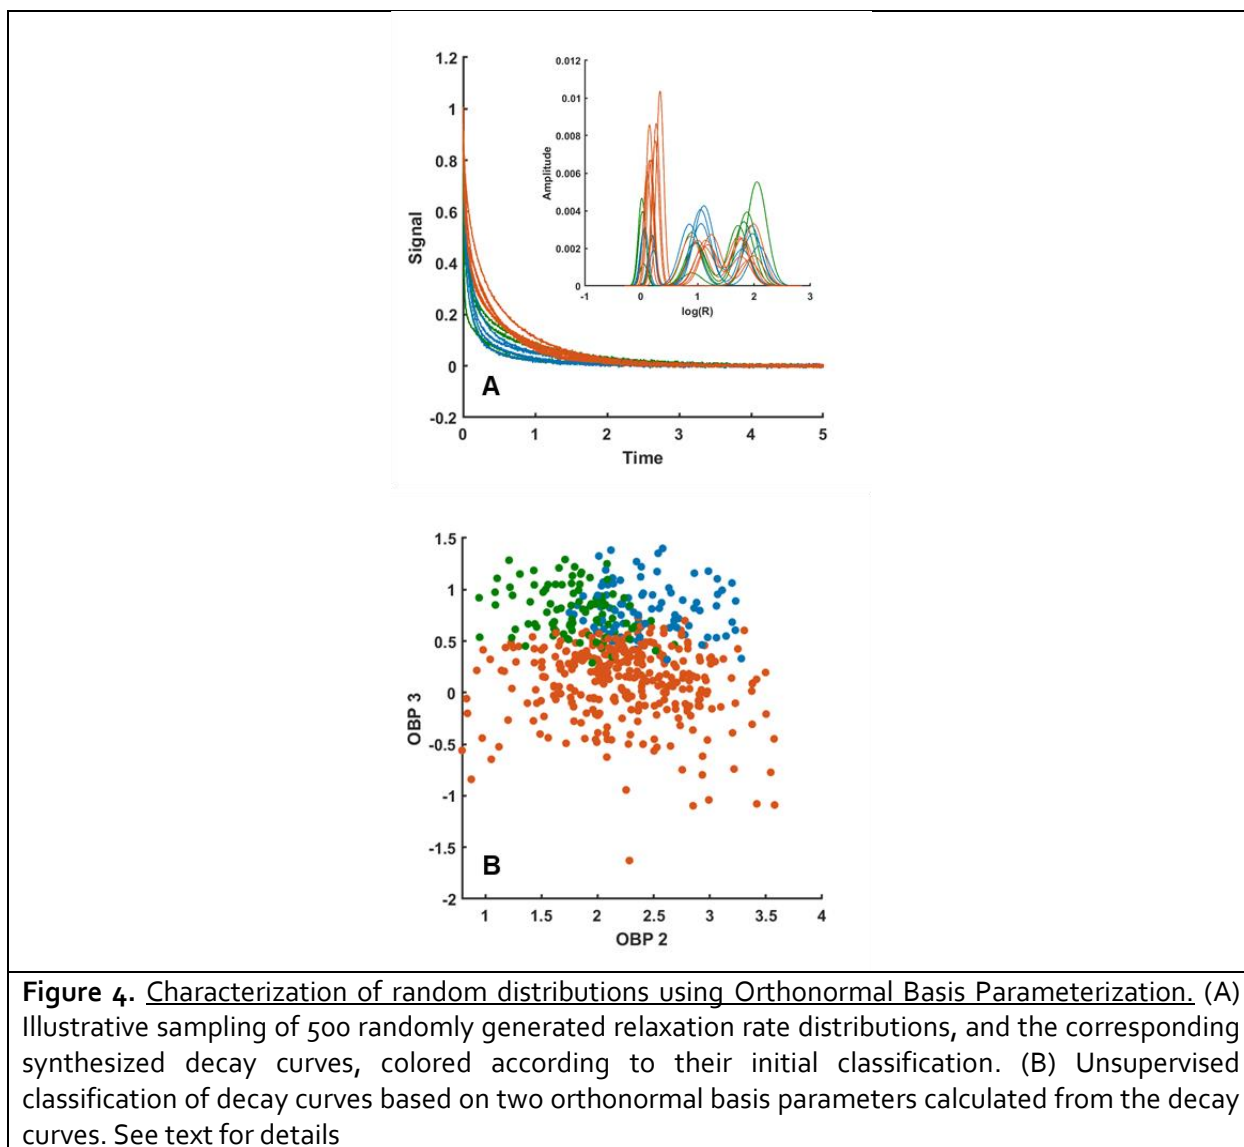 1.2
1
0.8
0.6
0.4
0.2
0
-0.2
Signal
0 1 2 3 4 5
Time
A
0.012
0.01
0.008
0.006
0.004
0.002
0
Amplitude
-1 0 1 2 3
log(R)
1.5
1
0.5
0
-0.5
-1
-1.5
-2
OBP 3
B
1 1.5 2 2.5 3 3.5 4
OBP 2
Figure 4. Characterization of random distributions using Orthonormal Basis Parameterization. (A)
Illustrative sampling of 500 randomly generated relaxation rate distributions, and the corresponding
synthesized decay curves, colored according to their initial classification. (B) Unsupervised
classification of decay curves based on two orthonormal basis parameters calculated from the decay
curves. See text for details